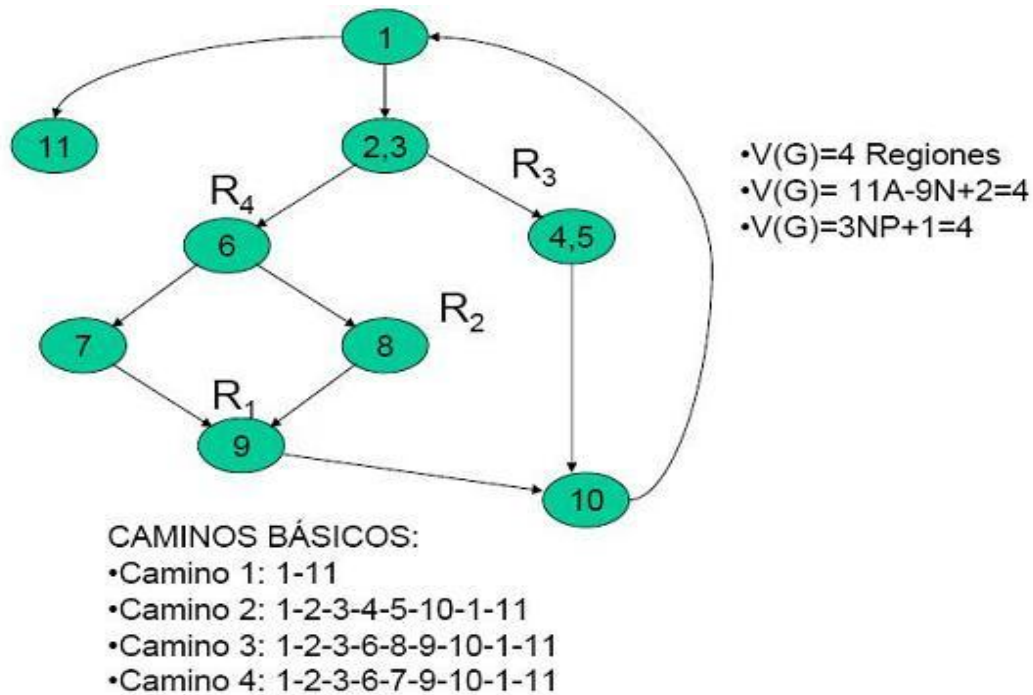 1
11
2,3
R3
R4
4,5
6
R2
7
8
R1
9
10
•V(G)=4 Regiones
•V(G)= 11A-9N+2=4
•V(G)=3NP+1=4
CAMINOS BÁSICOS:
•Camino 1: 1-11
•Camino 2: 1-2-3-4-5-10-1-11
•Camino 3: 1-2-3-6-8-9-10-1-11
•Camino 4: 1-2-3-6-7-9-10-1-11